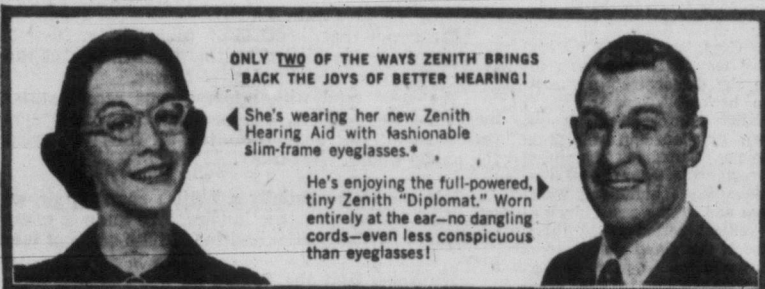 ONLY TWO OF THE WAYS ZENITH BRINGS
BACK THE JOYS OF BETTER HEARING!
She's wearing her new Zenith
Hearing Aid with fashionable
slim-frame eyeglasses.*
He's enjoying the full-powered,
tiny Zenith "Diplomat." Worn
entirely at the ear—no dangling
cords—even less conspicuous
than eyeglasses!